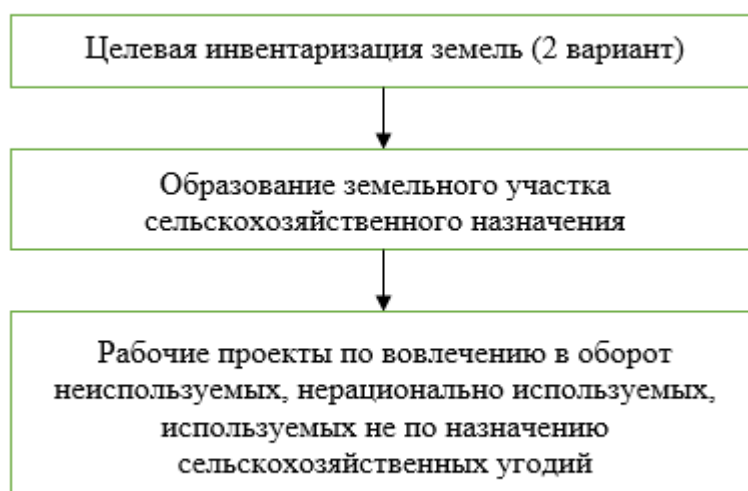 Целевая инвентаризация земель (2 вариант)
Образование земельного участка
сельскохозяйственного назначения
Рабочие проекты по вовлечению в оборот
неиспользуемых, нерационально используемых,
используемых не по назначению
сельскохозяйственных угодий